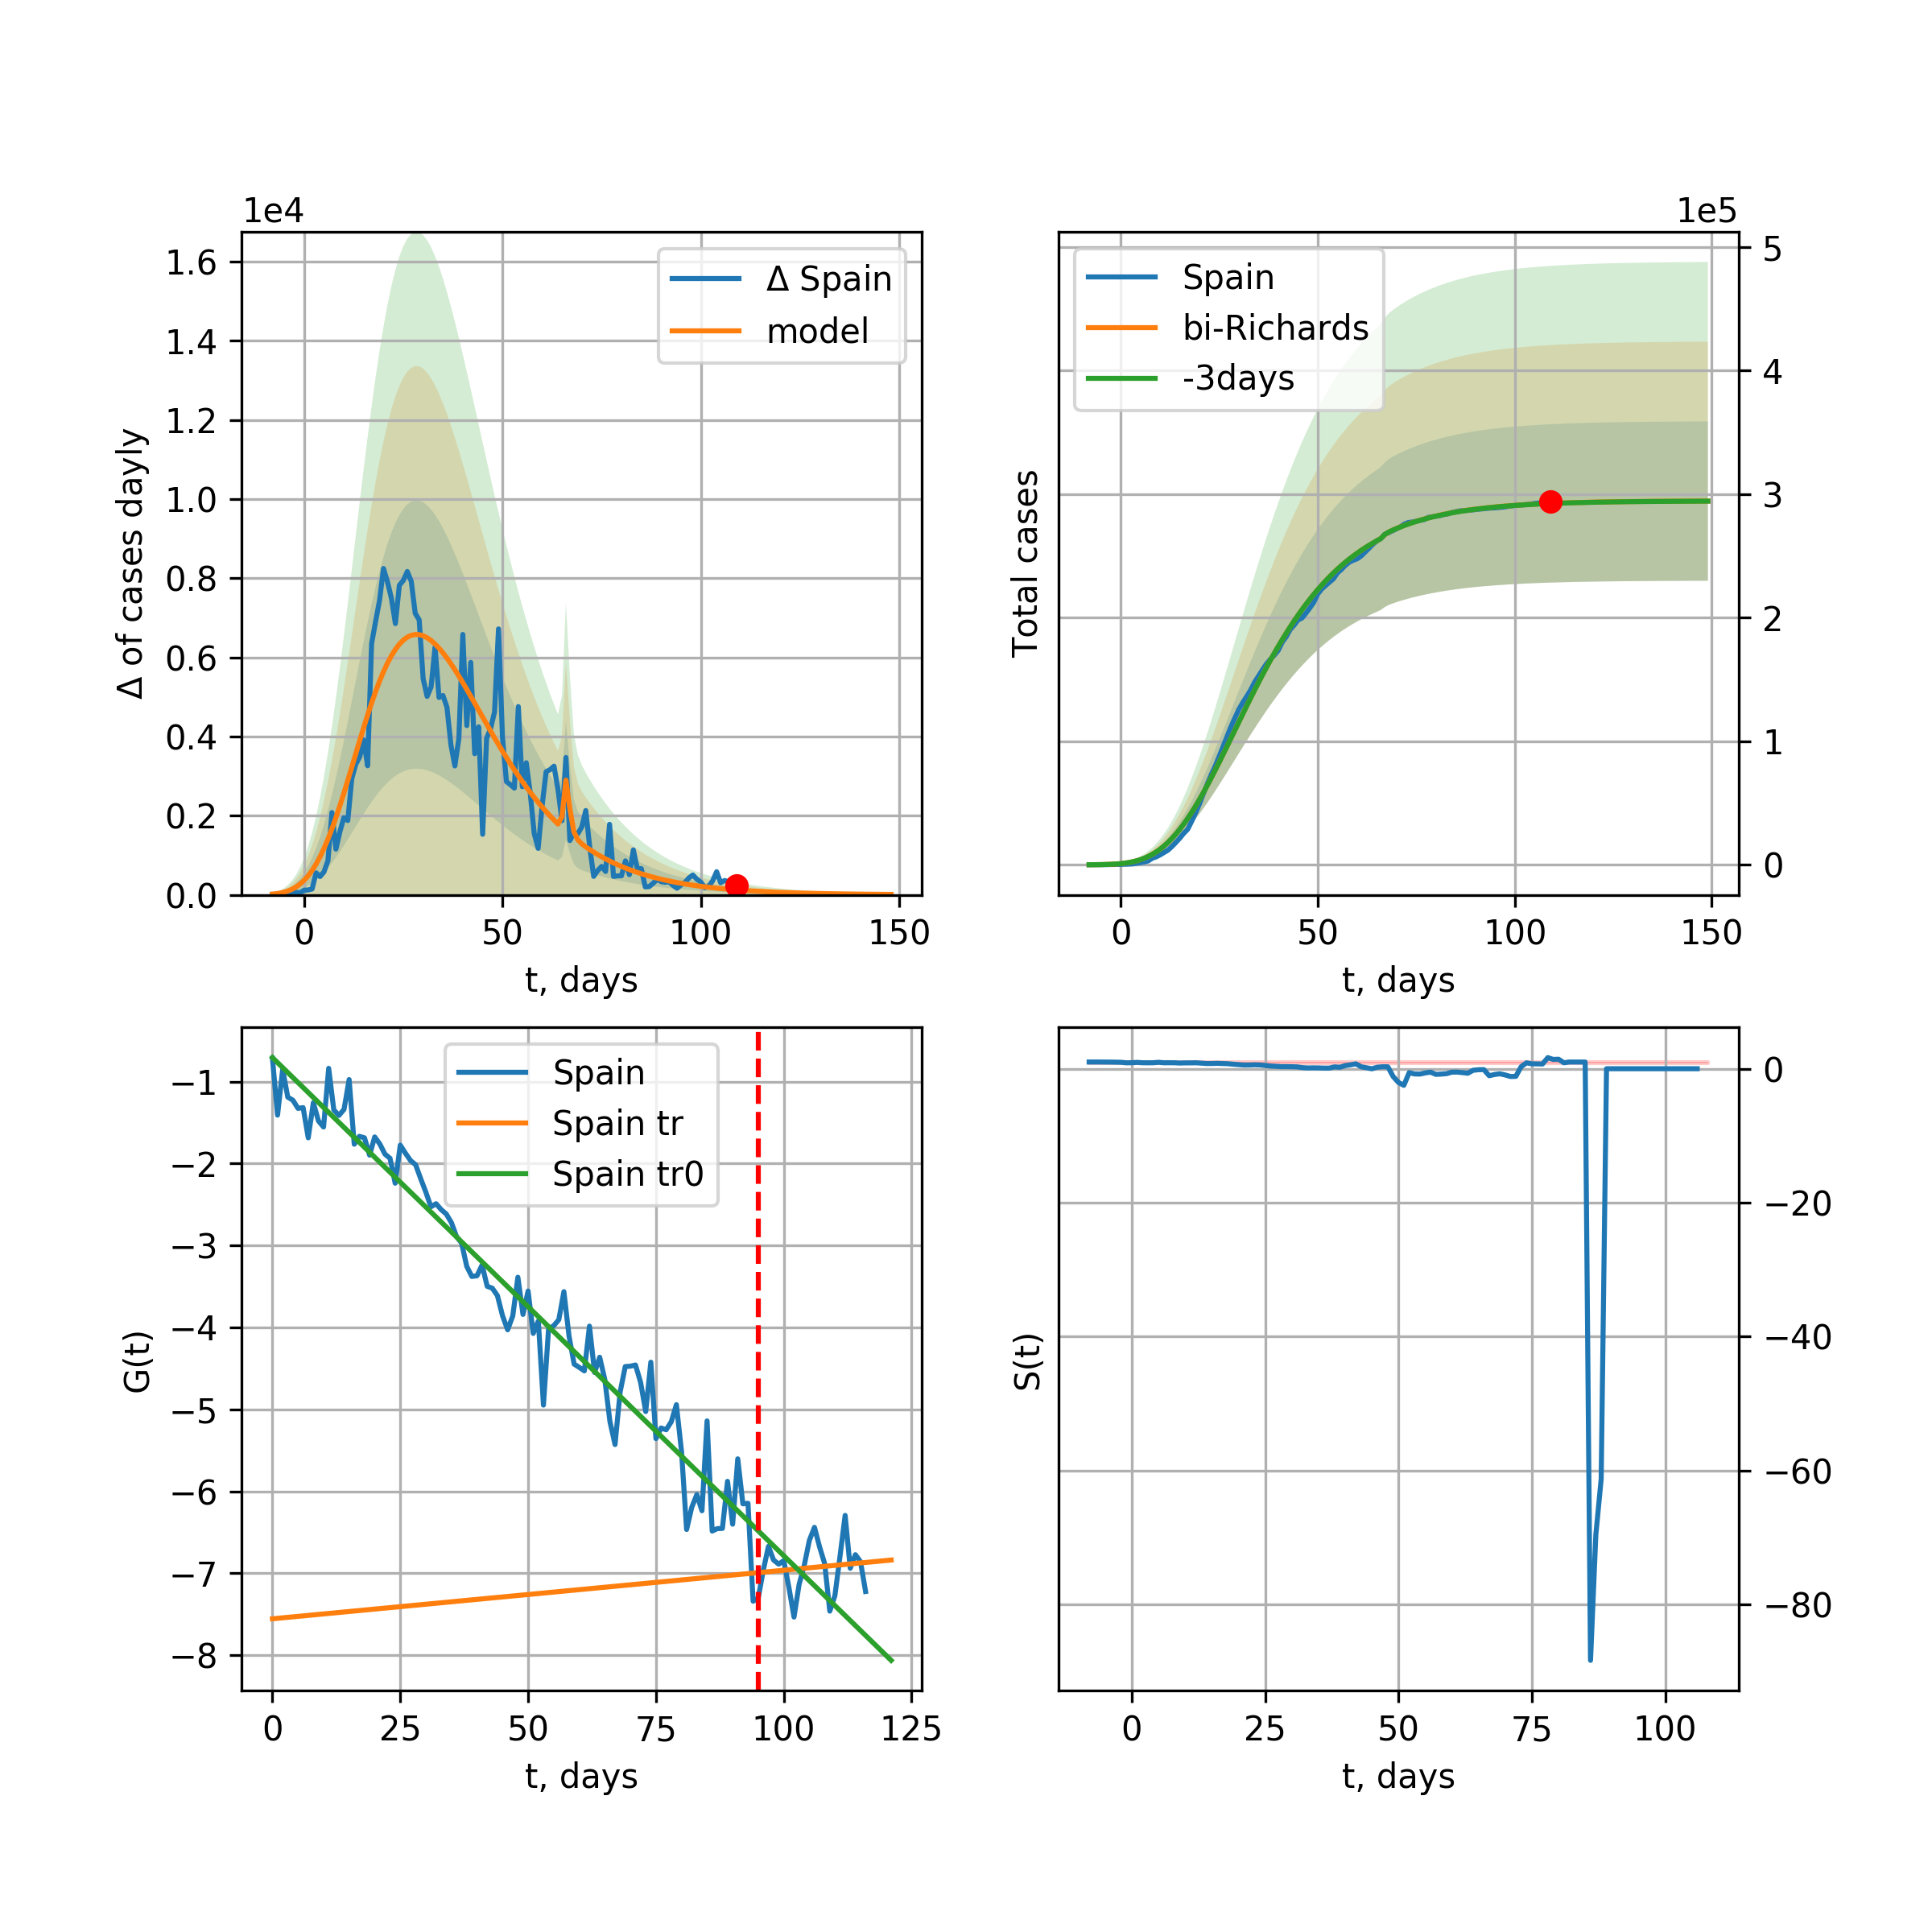 1e4
1.6
1.4
1.2
1.0
0.8
0.6
0.4
0.2
0.0
Δ of cases dayly
Δ Spain
model
0 50 100 150
t, days
1e5
5
4
3
2
1
0
Total cases
Spain
bi-Richards
-3days
0 50 100 150
t, days
−1
−2
−3
−4
−5
−6
−7
−8
G(t)
Spain
Spain tr
Spain tr0
0 25 50 75 100 125
t, days
0
−20
−40
−60
−80
S(t)
0 25 50 75 100
t, days